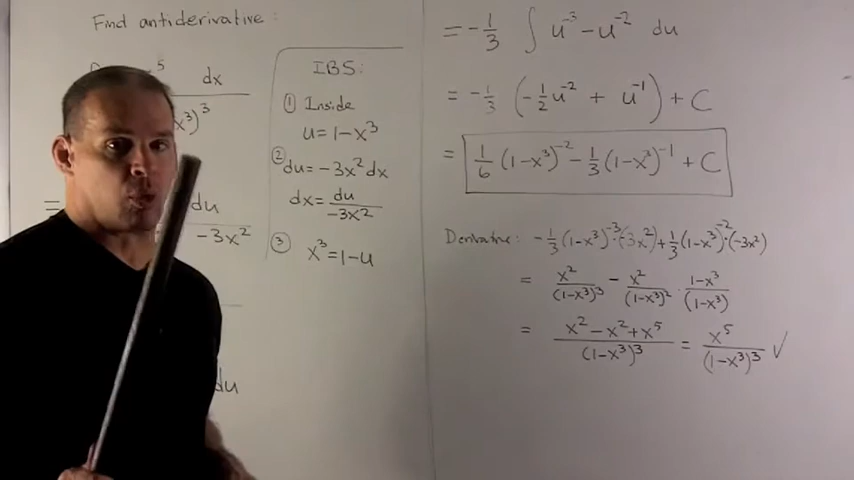 Find antiderivative:
x⁵ dx
x³)³
= du
-3x²
du
IBS:
① Inside
u = 1-x³
② du = -3x² dx
dx = du/-3x²
③ x³ = 1-u
= -1/3 ∫ u⁻³ - u⁻² du
= -1/3 (-1/2 u⁻² + u⁻¹) + C
= 1/6 (1-x³)⁻² - 1/3 (1-x³)⁻¹ + C
Derivative: -1/3 (1-x³)⁻³·(-3x²) + 1/3 (1-x³)⁻²·(-3x²)
= x²/(1-x³)³ - x²/(1-x³)² · 1-x³/(1-x³)
= x² - x² + x⁵/(1-x³)³ = x⁵/(1-x³)³ ✓